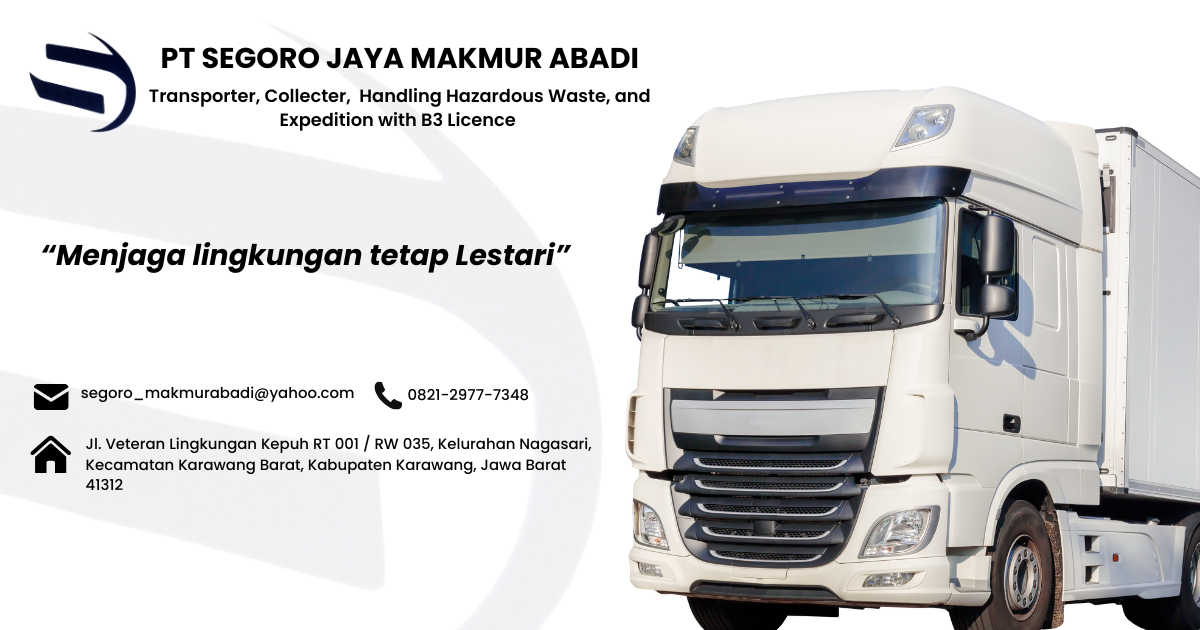 PT SEGORO JAYA MAKMUR ABADI
Transporter, Collecter, Handling Hazardous Waste, and
Expedition with B3 Licence
“Menjaga lingkungan tetap Lestari”
segoro_makmurabadi@yahoo.com
0821-2977-7348
Jl. Veteran Lingkungan Kepuh RT 001 / RW 035, Kelurahan Nagasari,
Kecamatan Karawang Barat, Kabupaten Karawang, Jawa Barat
41312